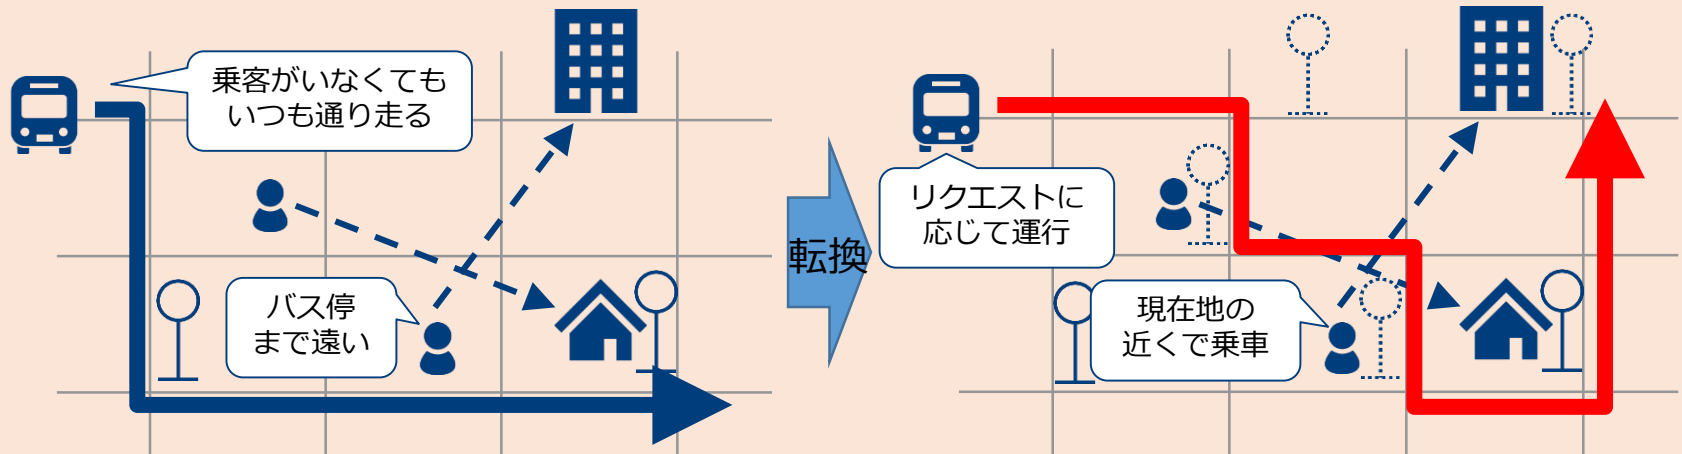 乗客がいなくても
いつも通り走る
バス停
まで遠い
転換
リクエストに
応じて運行
現在地の
近くで乗車